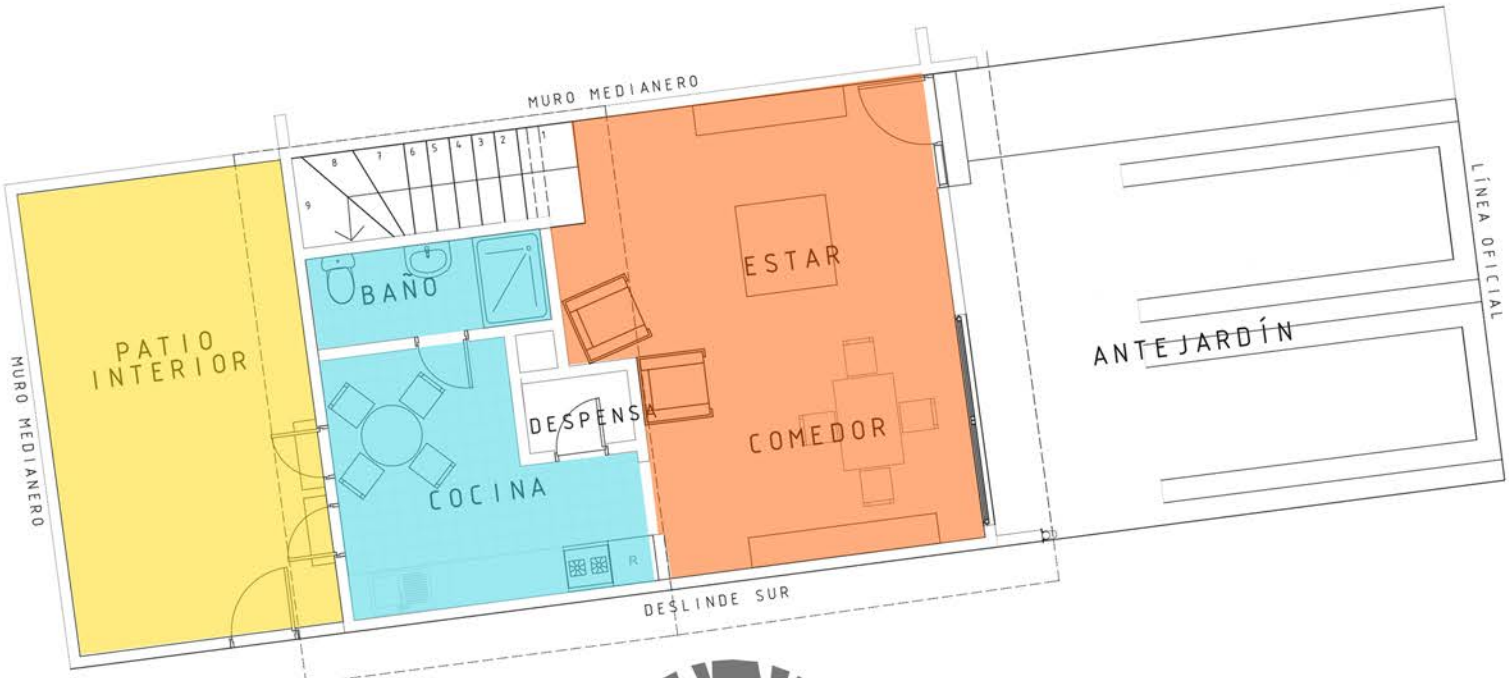 MURO MEDIANERO
8 7 6 5 4 3 2 1
9
BAÑO
ESTAR
LÍNEA OFICIAL
PATIO
INTERIOR
ANTEJARDÍN
MURO MEDIANERO
DESPENSA
COMEDOR
COCINA
R
DESLINDE SUR